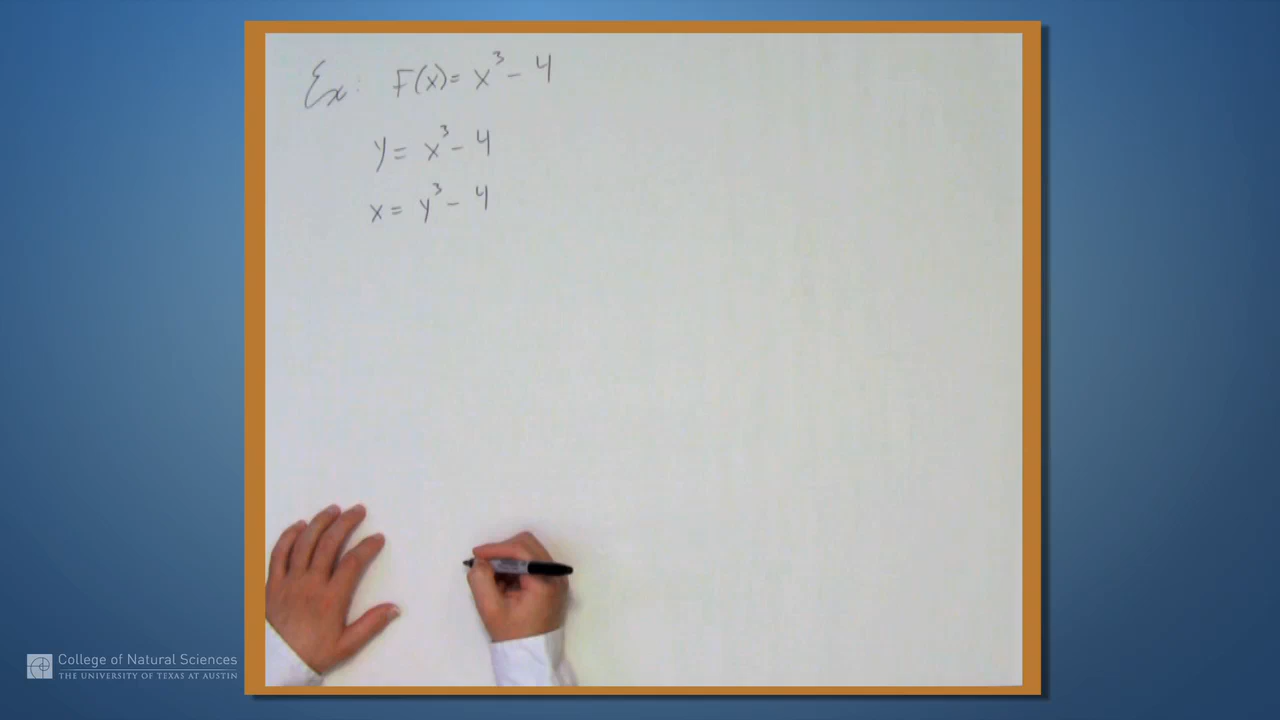 Ex: F(x)= x³ - 4
y = x³ - 4
x = y³ - 4
College of Natural Sciences
THE UNIVERSITY OF TEXAS AT AUSTIN